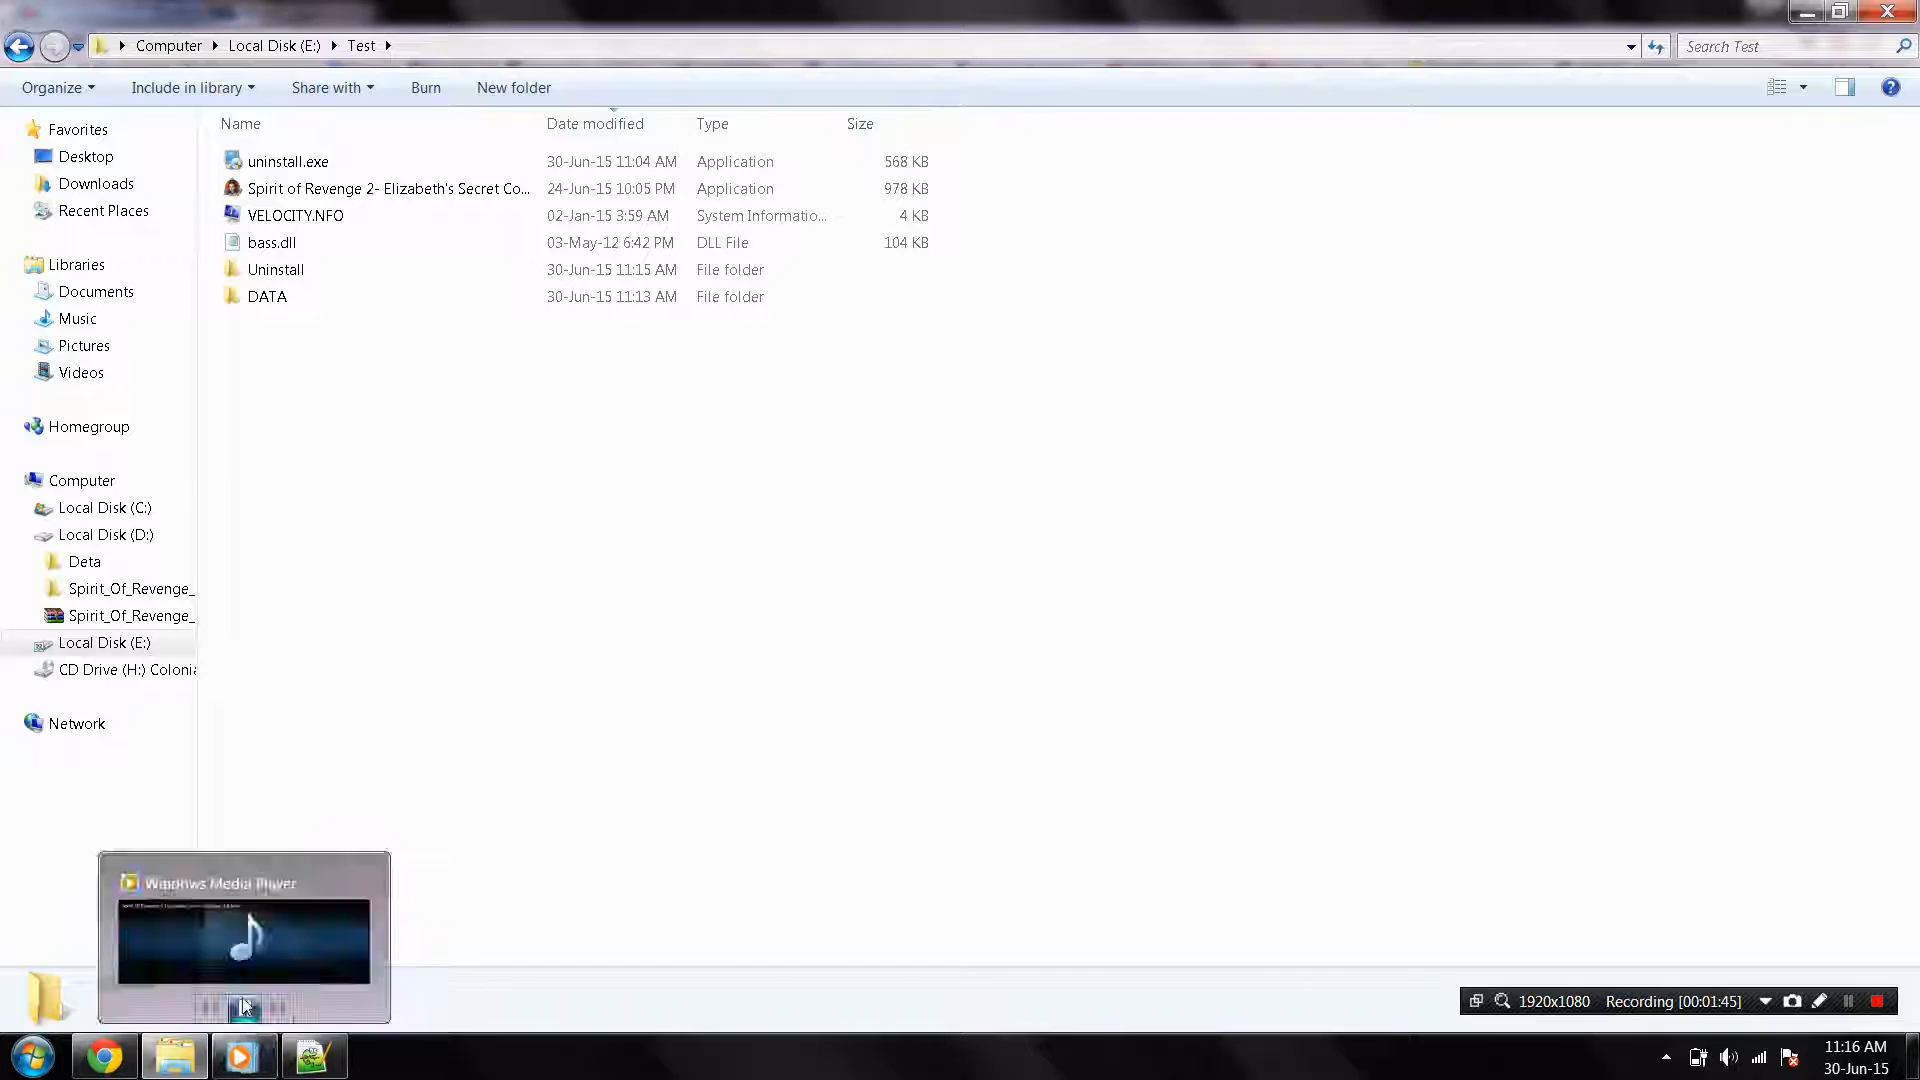 Computer Local Disk (E:) Test
Search Test
Organize Include in library Share with Burn New folder
Name Date modified Type Size
uninstall.exe 30-Jun-15 11:04 AM Application 568 KB
Spirit of Revenge 2- Elizabeth's Secret Co... 24-Jun-15 10:05 PM Application 978 KB
VELOCITY.NFO 02-Jan-15 3:59 AM System Informatio... 4 KB
bass.dll 03-May-12 6:42 PM DLL File 104 KB
Uninstall 30-Jun-15 11:15 AM File folder
DATA 30-Jun-15 11:13 AM File folder
Favorites
Desktop
Downloads
Recent Places
Libraries
Documents
Music
Pictures
Videos
Homegroup
Computer
Local Disk (C:)
Local Disk (D:)
Deta
Spirit_Of_Revenge_
Spirit_Of_Revenge_
Local Disk (E:)
CD Drive (H:) Colonia
Network
Windows Media Player
1920x1080 Recording [00:01:45]
11:16 AM
30-Jun-15